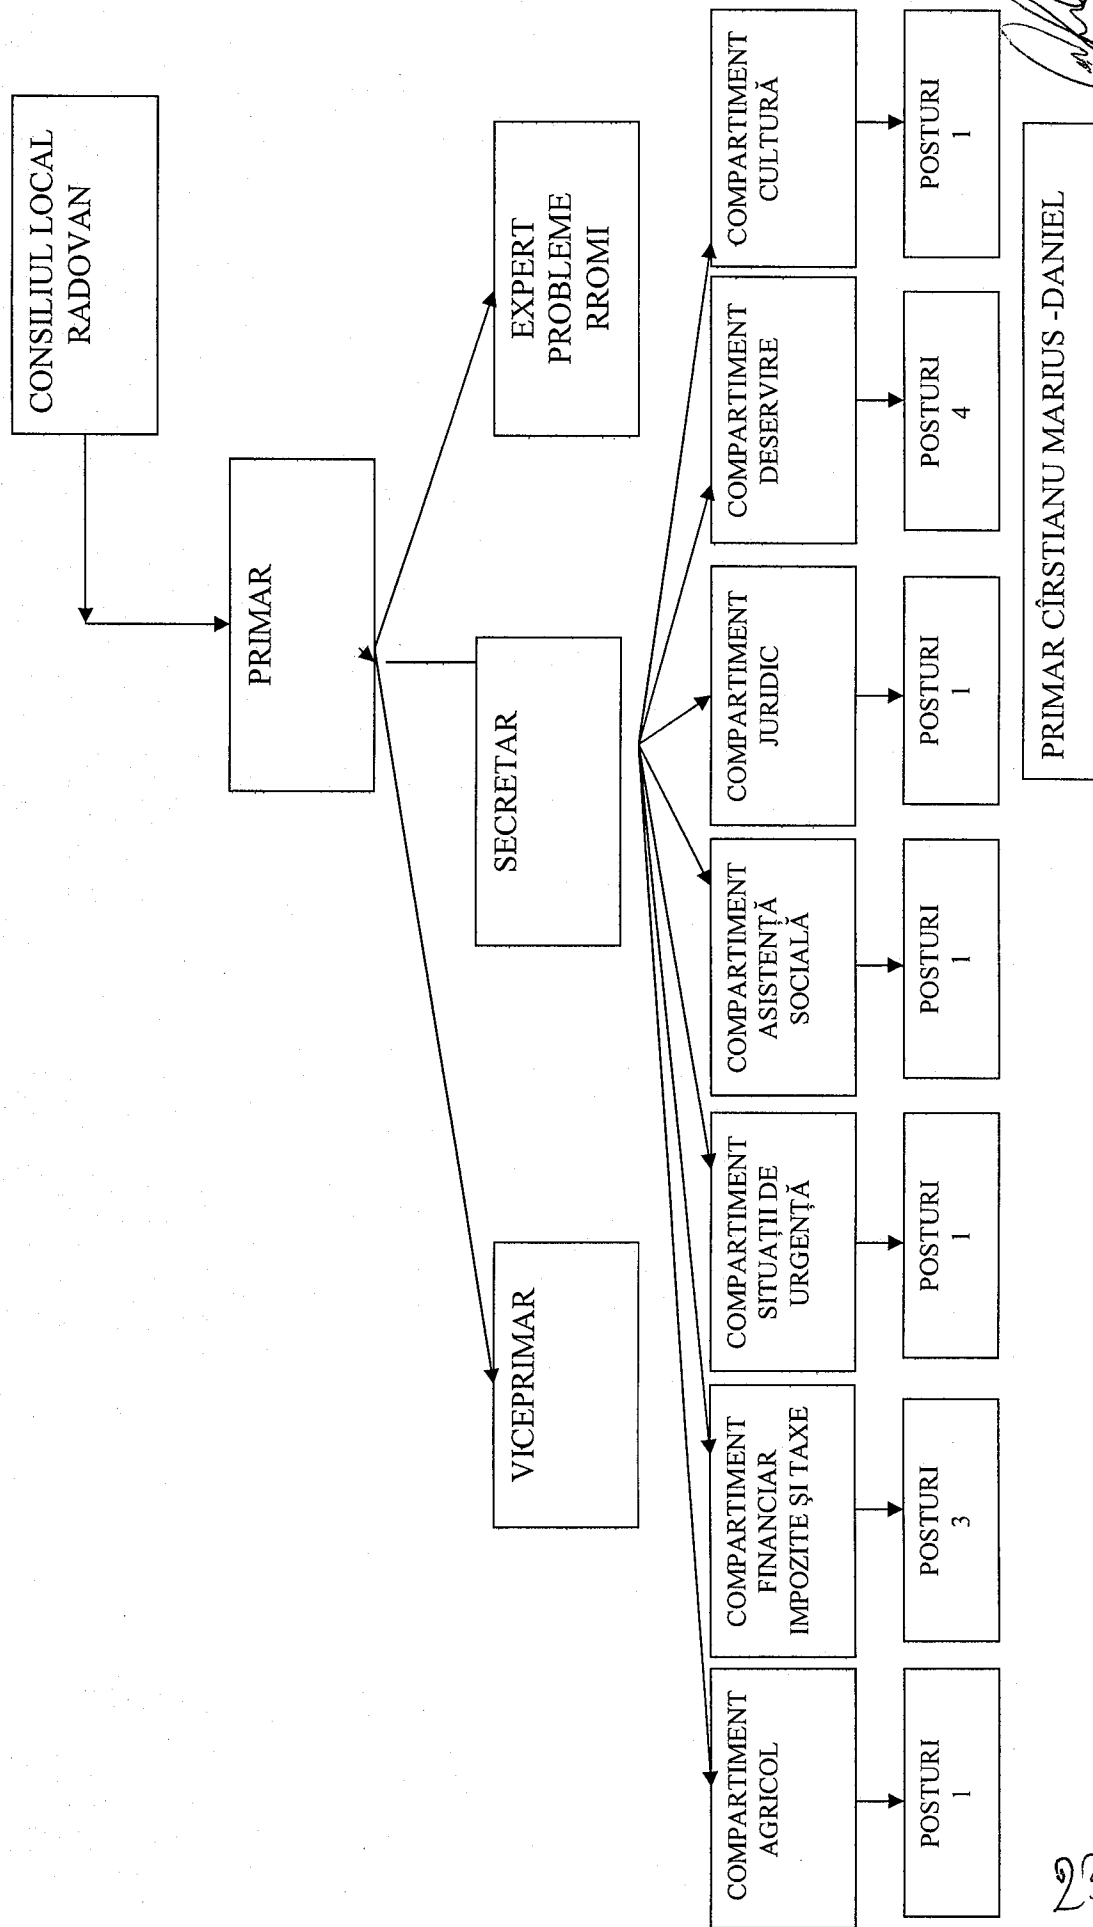 CONSILIUL LOCAL
RADOVAN
PRIMAR
VICEPRIMAR
SECRETAR
EXPERT
PROBLEME
RROMI
COMPARTIMENT
AGRICOL
COMPARTIMENT
FINANCIAR
IMPOZITE ŞI TAXE
COMPARTIMENT
SITUAŢII DE
URGENŢĂ
COMPARTIMENT
ASISTENŢĂ
SOCIALĂ
COMPARTIMENT
JURIDIC
COMPARTIMENT
DESERVIRE
COMPARTIMENT
CULTURĂ
POSTURI
1
POSTURI
3
POSTURI
1
POSTURI
1
POSTURI
1
POSTURI
4
POSTURI
1
PRIMAR CÎRSTIANU MARIUS -DANIEL